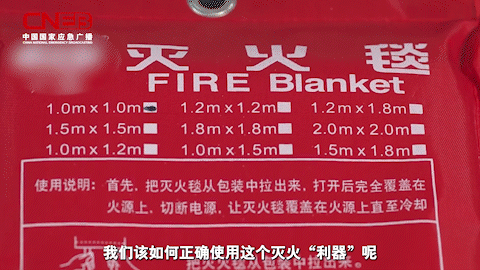 CNEB
中国国家应急广播
CHINA NATIONAL EMERGENCY BROADCASTING
灭火毯
FIRE Blanket
1.0m x 1.0m 1.2m x 1.2m 1.2m x 1.8m
1.5m x 1.5m 1.8m x 1.8m 2.0m x 2.0m
1.0m x 1.2m 1.0m x 1.5m 1.5m x 1.8m
使用说明：首先，把灭火毯从包装中拉出来，打开后完全覆盖在
火源上，切断电源，让灭火毯覆盖在火源上直至冷却
我们该如何正确使用这个灭火“利器”呢